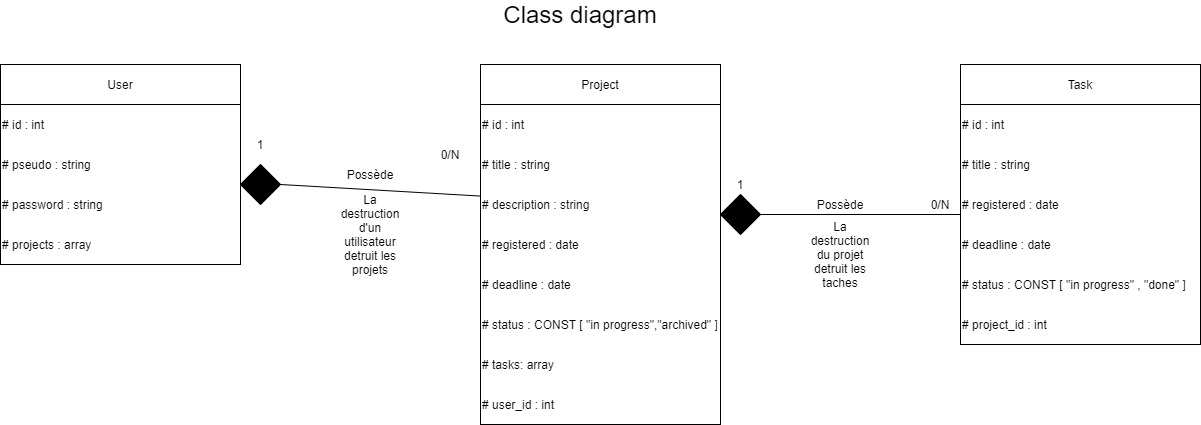 Class diagram
User
# id : int
# pseudo : string
# password : string
# projects : array
1
0/N
Possède
La
destruction
d'un
utilisateur
detruit les
projets
Project
# id : int
# title : string
# description : string
# registered : date
# deadline : date
# status : CONST [ "in progress","archived" ]
# tasks: array
# user_id : int
1
Possède
0/N
La
destruction
du projet
detruit les
taches
Task
# id : int
# title : string
# registered : date
# deadline : date
# status : CONST [ "in progress" , "done" ]
# project_id : int